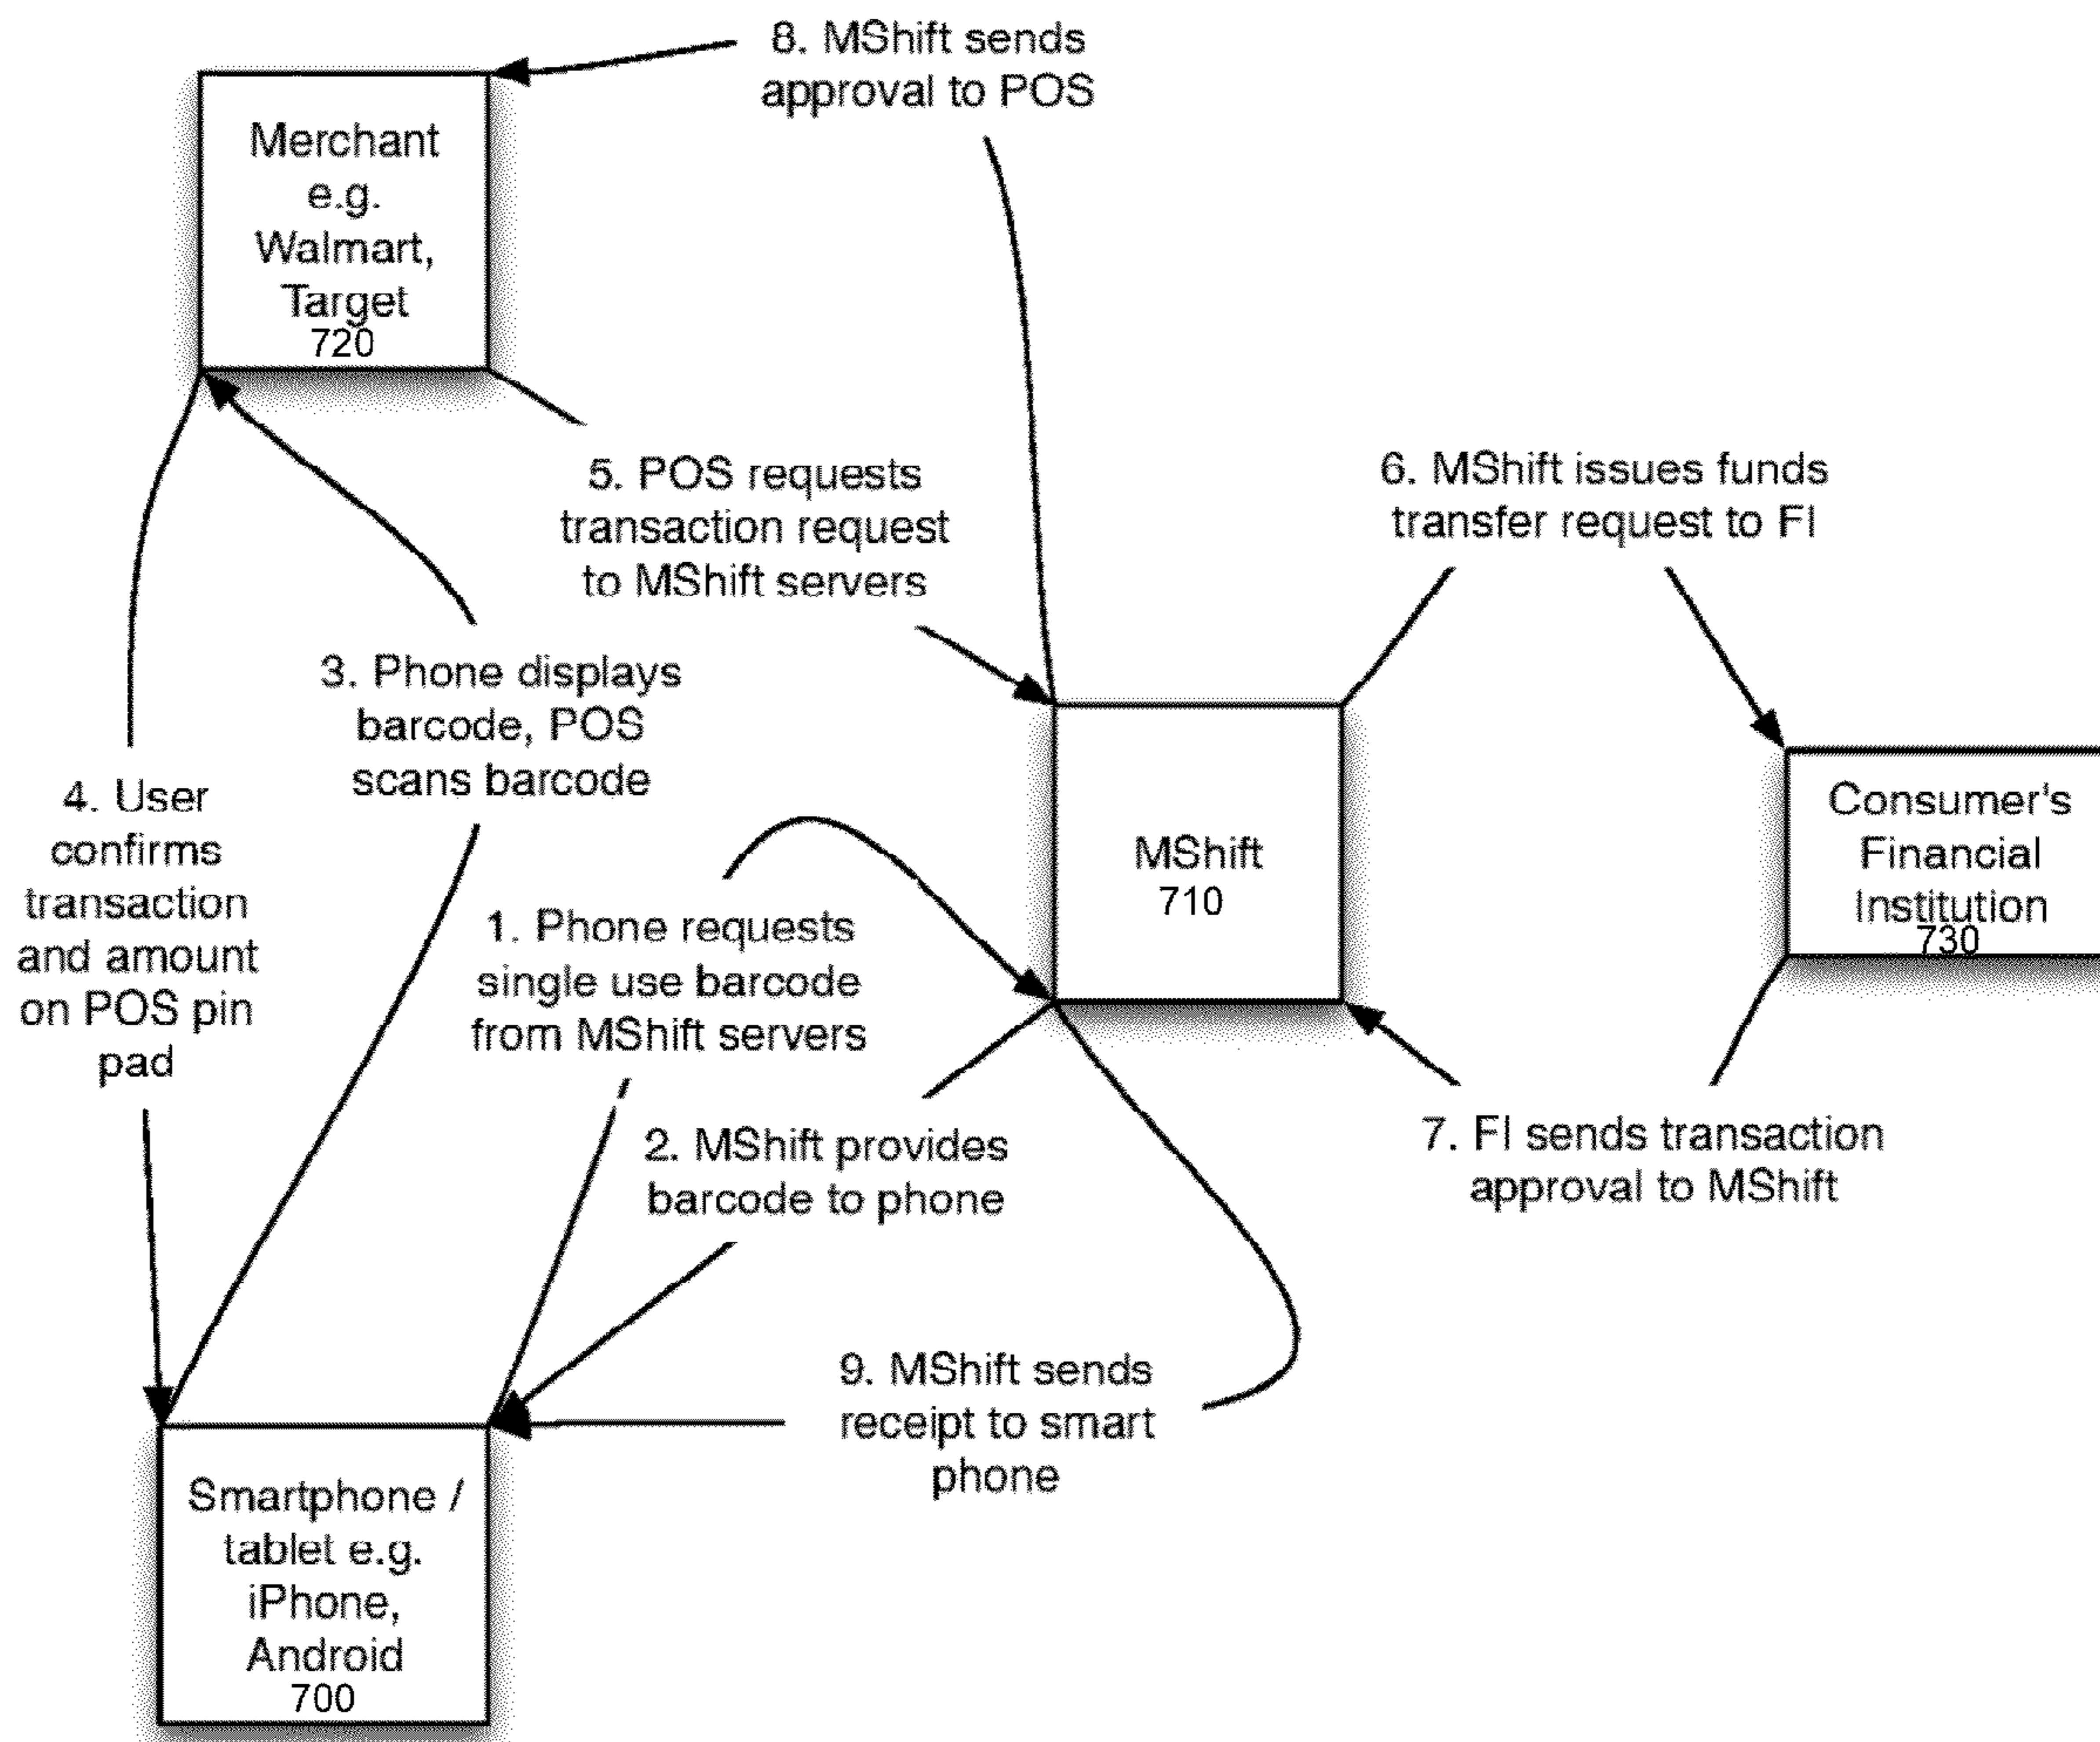 8. MShift sends
approval to POS
Merchant
e.g.
Walmart,
Target
720
5. POS requests
transaction request
to MShift servers
6. MShift issues funds
transfer request to FI
3. Phone displays
barcode, POS
scans barcode
4. User
confirms
transaction
and amount
on POS pin
pad
1. Phone requests
single use barcode
from MShift servers
MShift
710
Consumer's
Financial
Institution
730
2. MShift provides
barcode to phone
7. FI sends transaction
approval to MShift
9. MShift sends
receipt to smart
phone
Smartphone /
tablet e.g.
iPhone,
Android
700